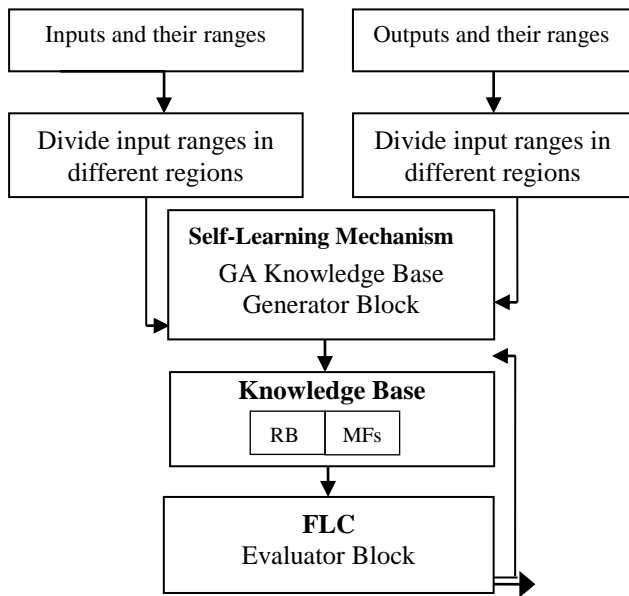 Inputs and their ranges
Outputs and their ranges
Divide input ranges in
different regions
Divide input ranges in
different regions
Self-Learning Mechanism
GA Knowledge Base
Generator Block
Knowledge Base
RB
MFs
FLC
Evaluator Block